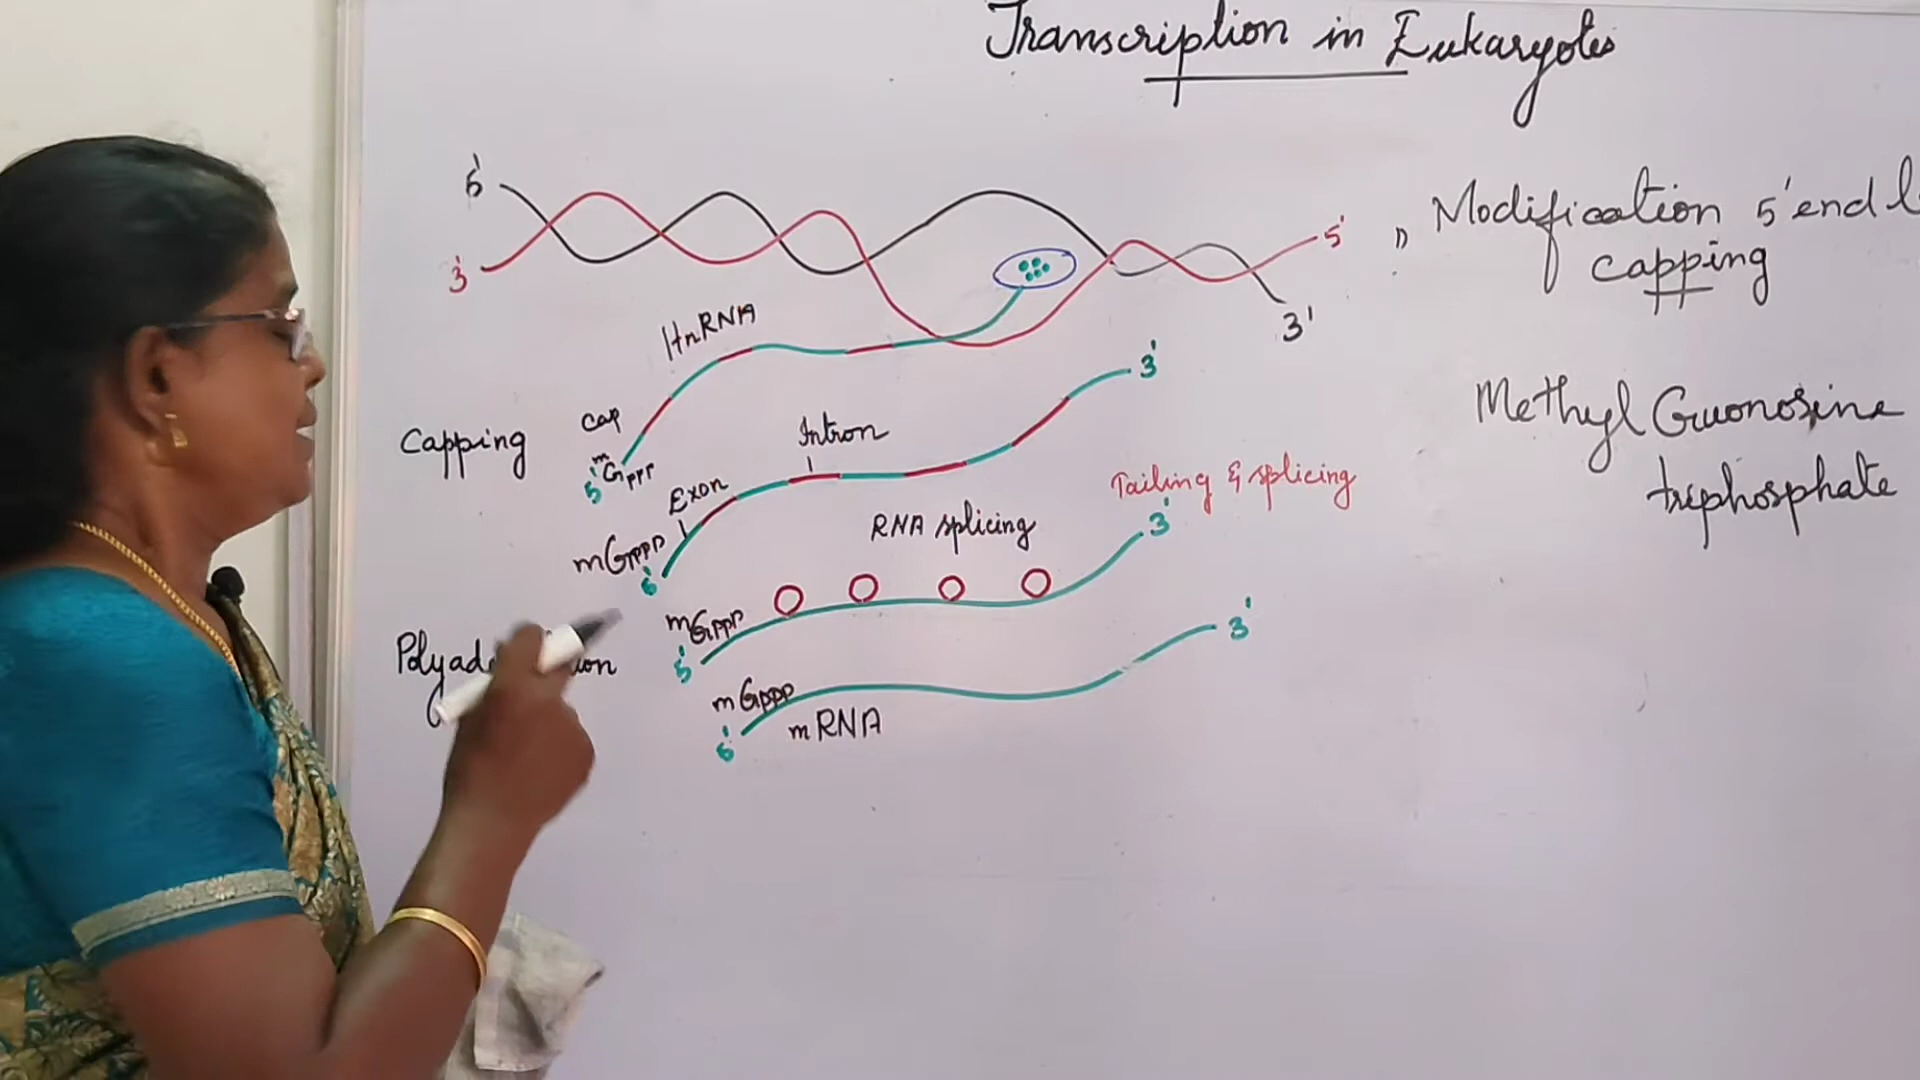 Transcription in Eukaryotes
5'
3'
5'
3'
1) Modification 5' end
capping
HnRNA
cap
Capping
mGppp
5'
Intron
3'
Methyl Guonosine
triphosphate
Exon
mGppp
5'
Tailing & splicing
RNA splicing
3'
mGppp
5'
3'
mGppp
5'
mRNA